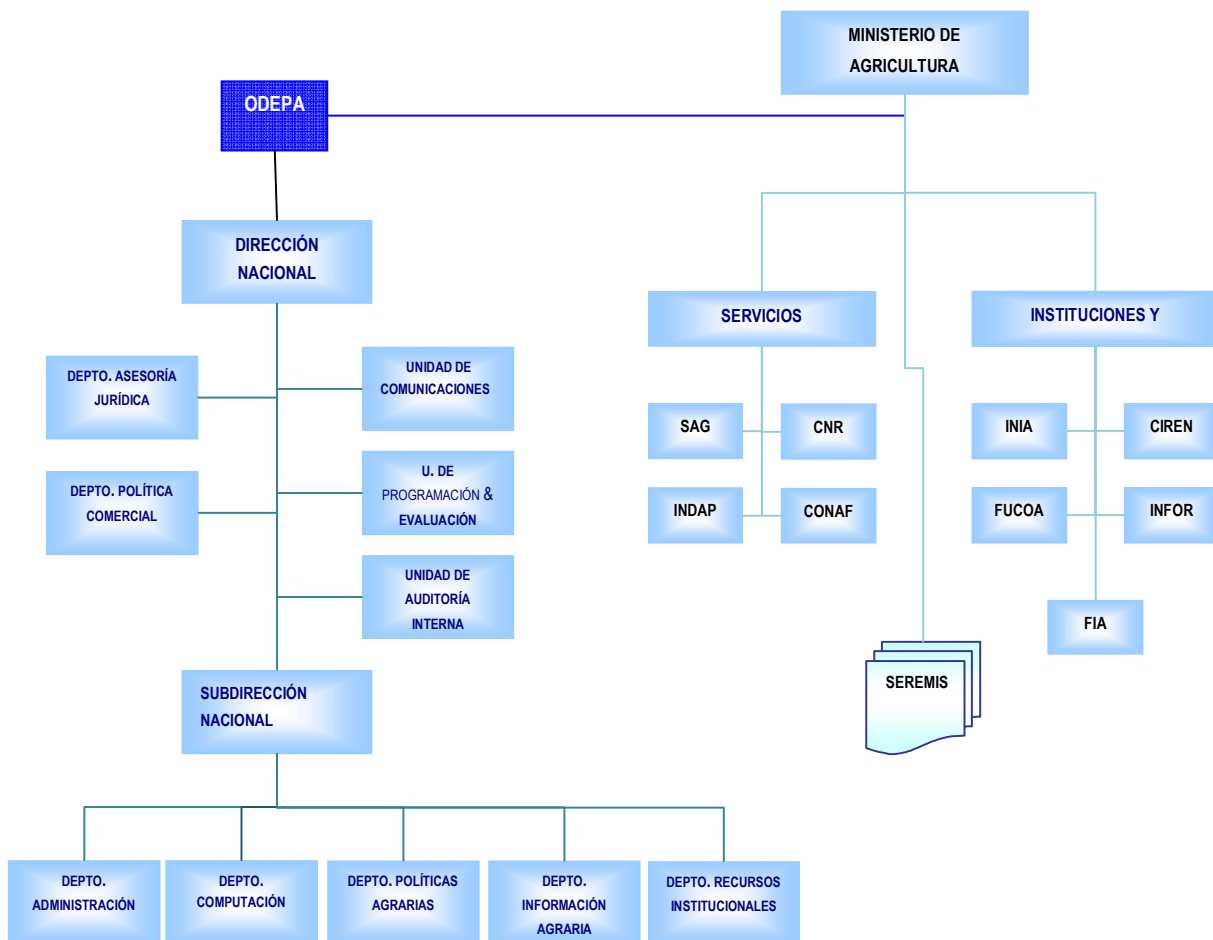 MINISTERIO DE
AGRICULTURA
ODEPA
DIRECCIÓN
NACIONAL
SERVICIOS
INSTITUCIONES Y
DEPTO. ASESORÍA
JURÍDICA
UNIDAD DE
COMUNICACIONES
SAG
CNR
INIA
CIREN
DEPTO. POLÍTICA
COMERCIAL
U. DE
PROGRAMACIÓN &
EVALUACIÓN
INDAP
CONAF
FUCOA
INFOR
UNIDAD DE
AUDITORÍA
INTERNA
FIA
SEREMIS
SUBDIRECCIÓN
NACIONAL
DEPTO.
ADMINISTRACIÓN
DEPTO.
COMPUTACIÓN
DEPTO. POLÍTICAS
AGRARIAS
DEPTO.
INFORMACIÓN
AGRARIA
DEPTO. RECURSOS
INSTITUCIONALES